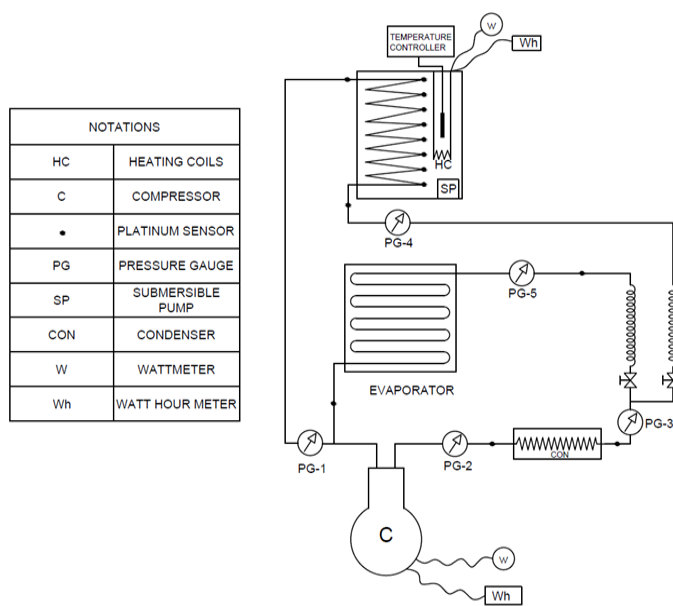 NOTATIONS
HC HEATING COILS
C COMPRESSOR
• PLATINUM SENSOR
PG PRESSURE GAUGE
SP SUBMERSIBLE
PUMP
CON CONDENSER
W WATTMETER
Wh WATT HOUR METER
TEMPERATURE
CONTROLLER
W
Wh
HC
SP
PG-4
PG-5
EVAPORATOR
PG-3
PG-1
PG-2
CON
C
W
Wh